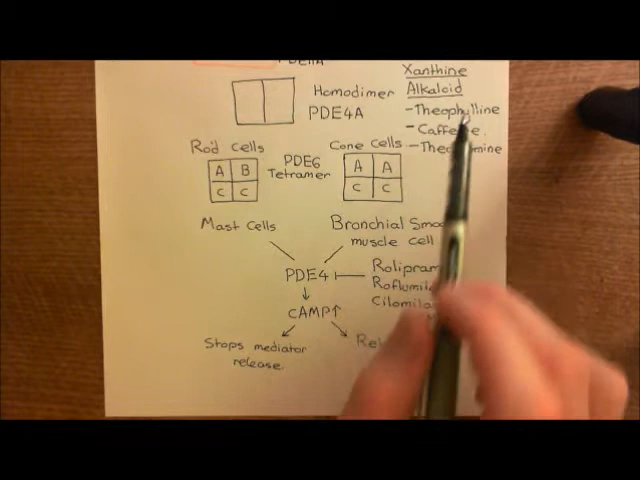 PDE11A
Homodimer
PDE4A
Xanthine
Alkaloid
- Theophylline
- Caffeine.
Rod cells
A B
C C
PDE6
Tetramer
Cone cells
A A
C C
Mast cells
Bronchial
muscle cell
PDE4
Rolipram
cAMP↑
Stops mediator
release